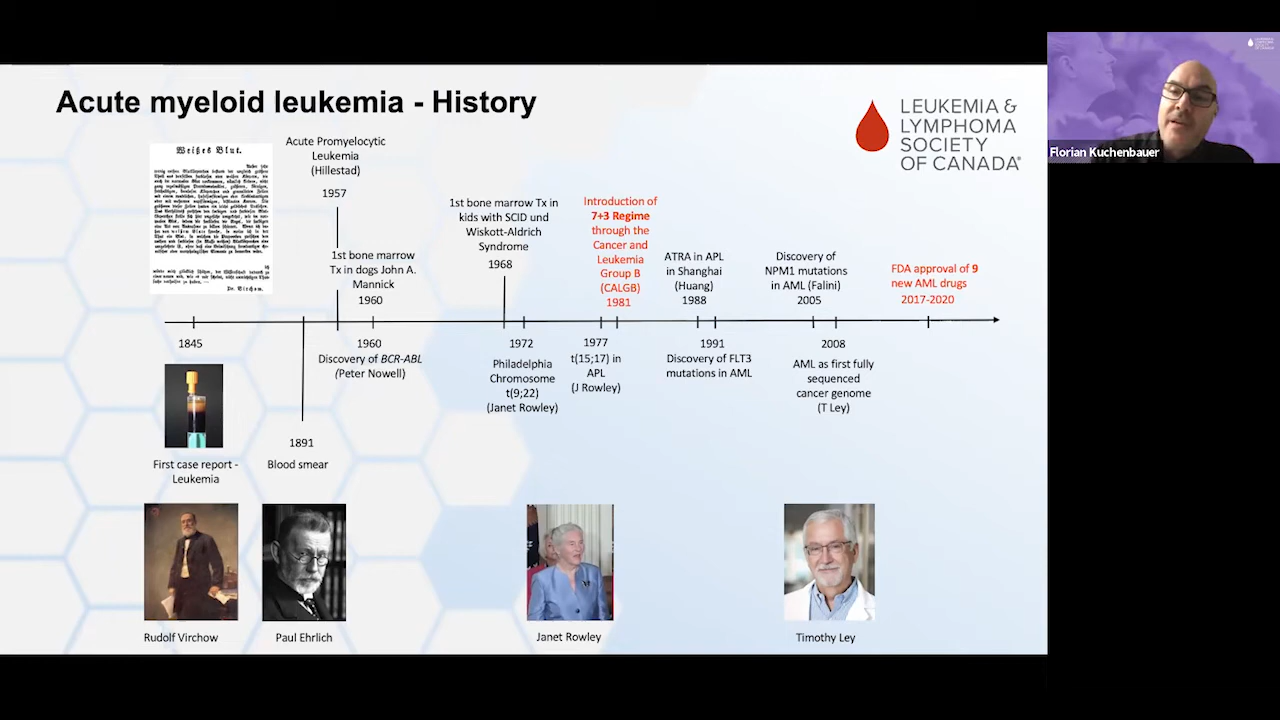 Acute myeloid leukemia - History
LEUKEMIA &
LYMPHOMA
SOCIETY
OF CANADA®
Florian Kuchenbauer
Weißes Blut.
Dr. Virchow.
Acute Promyelocytic
Leukemia
(Hillestad)
1957
1st bone marrow
Tx in dogs John A.
Mannick
1960
1st bone marrow Tx in
kids with SCID und
Wiskott-Aldrich
Syndrome
1968
Introduction of
7+3 Regime
through the
Cancer and
Leukemia
Group B
(CALGB)
1981
ATRA in APL
in Shanghai
(Huang)
1988
Discovery of
NPM1 mutations
in AML (Falini)
2005
FDA approval of 9
new AML drugs
2017-2020
1845
First case report -
Leukemia
1891
Blood smear
1960
Discovery of BCR-ABL
(Peter Nowell)
1972
Philadelphia
Chromosome
t(9;22)
(Janet Rowley)
1977
t(15;17) in
APL
(J Rowley)
1991
Discovery of FLT3
mutations in AML
2008
AML as first fully
sequenced
cancer genome
(T Ley)
Rudolf Virchow
Paul Ehrlich
Janet Rowley
Timothy Ley